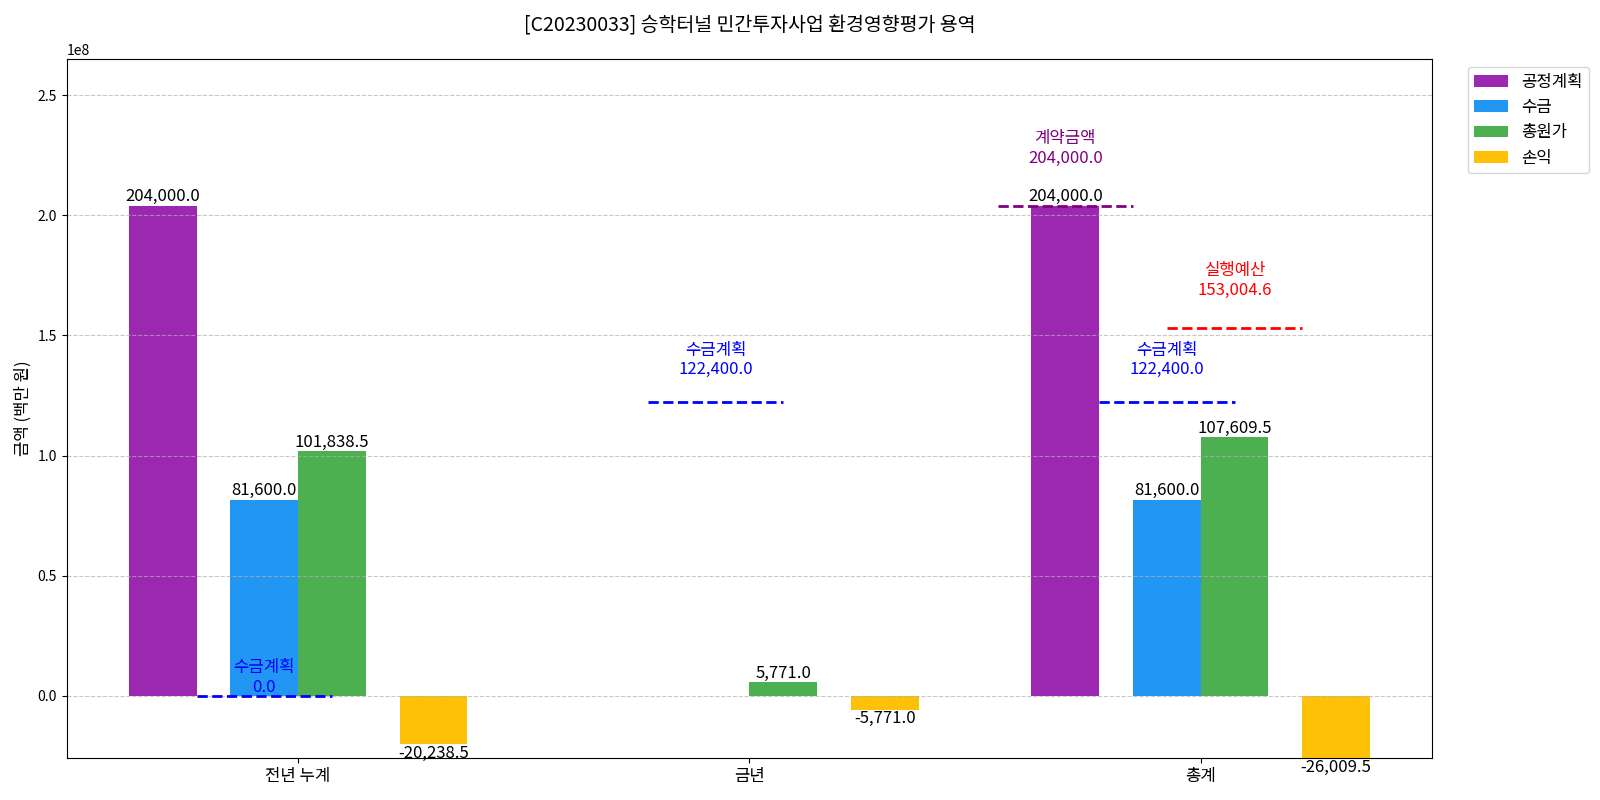 [C20230033] 승학터널 민간투자사업 환경영향평가 용역
1e8
2.5
2.0
1.5
1.0
0.5
0.0
금액 (백만 원)
공정계획
수금
총원가
손익
계약금액
204,000.0
204,000.0
204,000.0
실행예산
153,004.6
수금계획
122,400.0
수금계획
122,400.0
101,838.5
107,609.5
81,600.0
81,600.0
수금계획
0.0
5,771.0
-5,771.0
-20,238.5
-26,009.5
전년 누계
금년
총계